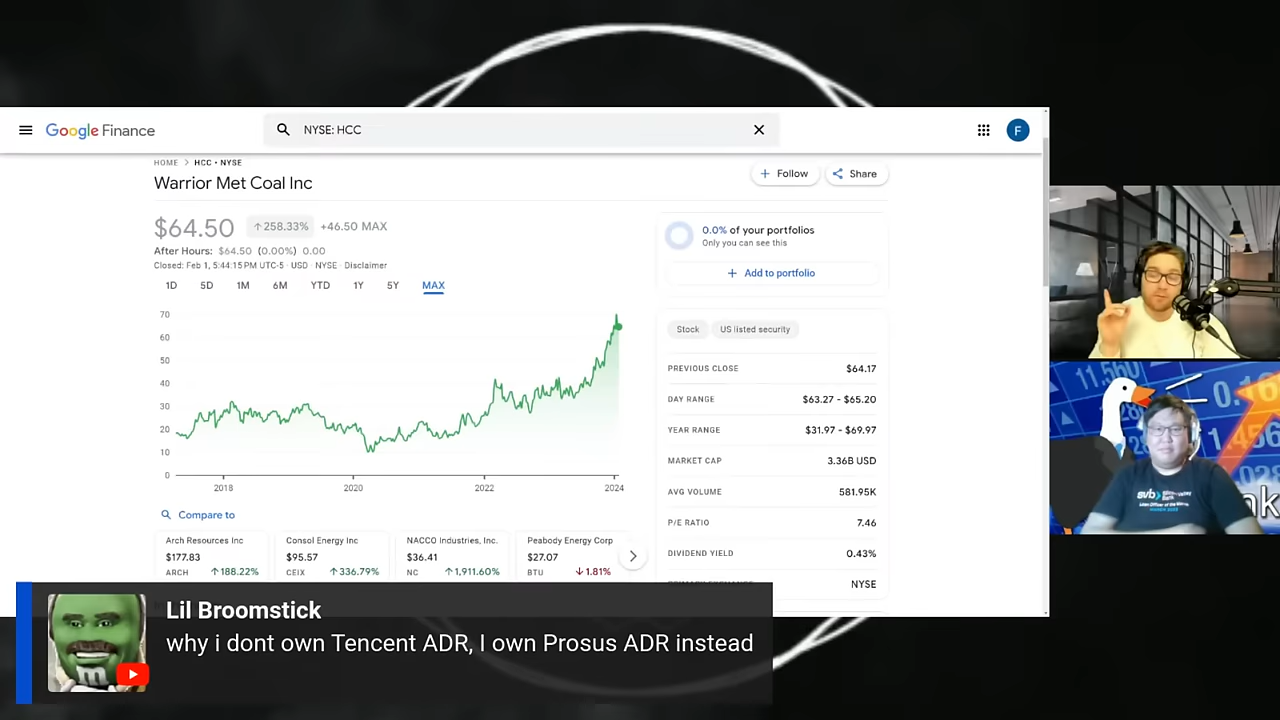 Google Finance
NYSE: HCC
F
HOME > HCC • NYSE
Warrior Met Coal Inc
+ Follow
Share
$64.50
↑258.33%
+46.50 MAX
After Hours: $64.50 (0.00%) 0.00
Closed: Feb 1, 5:44:15 PM UTC-5 · USD · NYSE · Disclaimer
1D 5D 1M 6M YTD 1Y 5Y MAX
70
60
50
40
30
20
10
0
2018 2020 2022 2024
Compare to
Arch Resources Inc
$177.83
ARCH ↑188.22%
Consol Energy Inc
$95.57
CEIX ↑336.79%
NACCO Industries, Inc.
$36.41
NC ↑1,911.60%
Peabody Energy Corp
$27.07
BTU ↓1.81%
0.0% of your portfolios
Only you can see this
+ Add to portfolio
Stock
US listed security
PREVIOUS CLOSE $64.17
DAY RANGE $63.27 - $65.20
YEAR RANGE $31.97 - $69.97
MARKET CAP 3.36B USD
AVG VOLUME 581.95K
P/E RATIO 7.46
DIVIDEND YIELD 0.43%
PRIMARY EXCHANGE NYSE
11.560
svb>
Lil Broomstick
why i dont own Tencent ADR, I own Prosus ADR instead
m